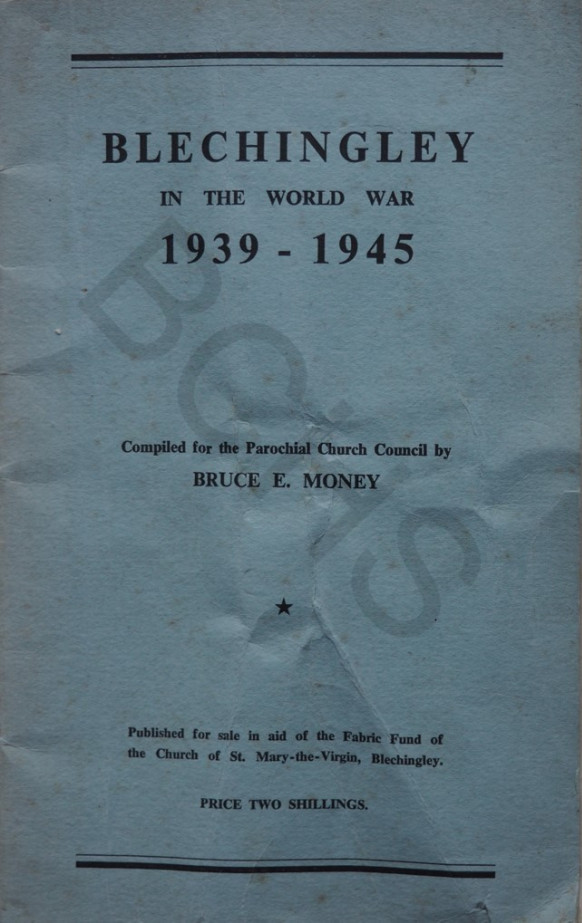 BLECHINGLEY
IN THE WORLD WAR
1939 - 1945
Compiled for the Parochial Church Council by
BRUCE E. MONEY
★
Published for sale in aid of the Fabric Fund of
the Church of St. Mary-the-Virgin, Blechingley.
PRICE TWO SHILLINGS.